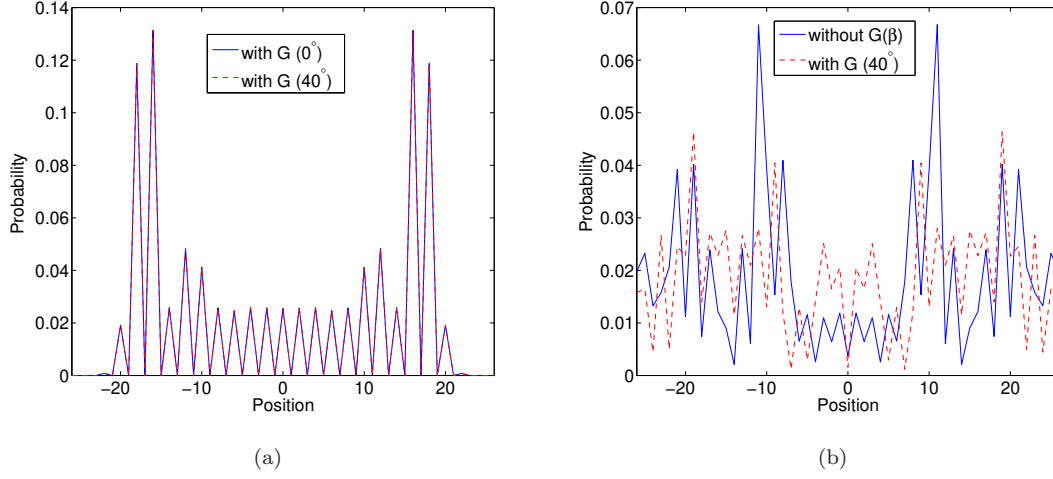 0.14
0.12
0.1
0.08
0.06
0.04
0.02
0
−20 −10 0 10 20
Position
Probability
with G (0°)
with G (40°)
(a)
0.07
0.06
0.05
0.04
0.03
0.02
0.01
0
−20 −10 0 10 20
Position
Probability
without G(β)
with G (40°)
(b)